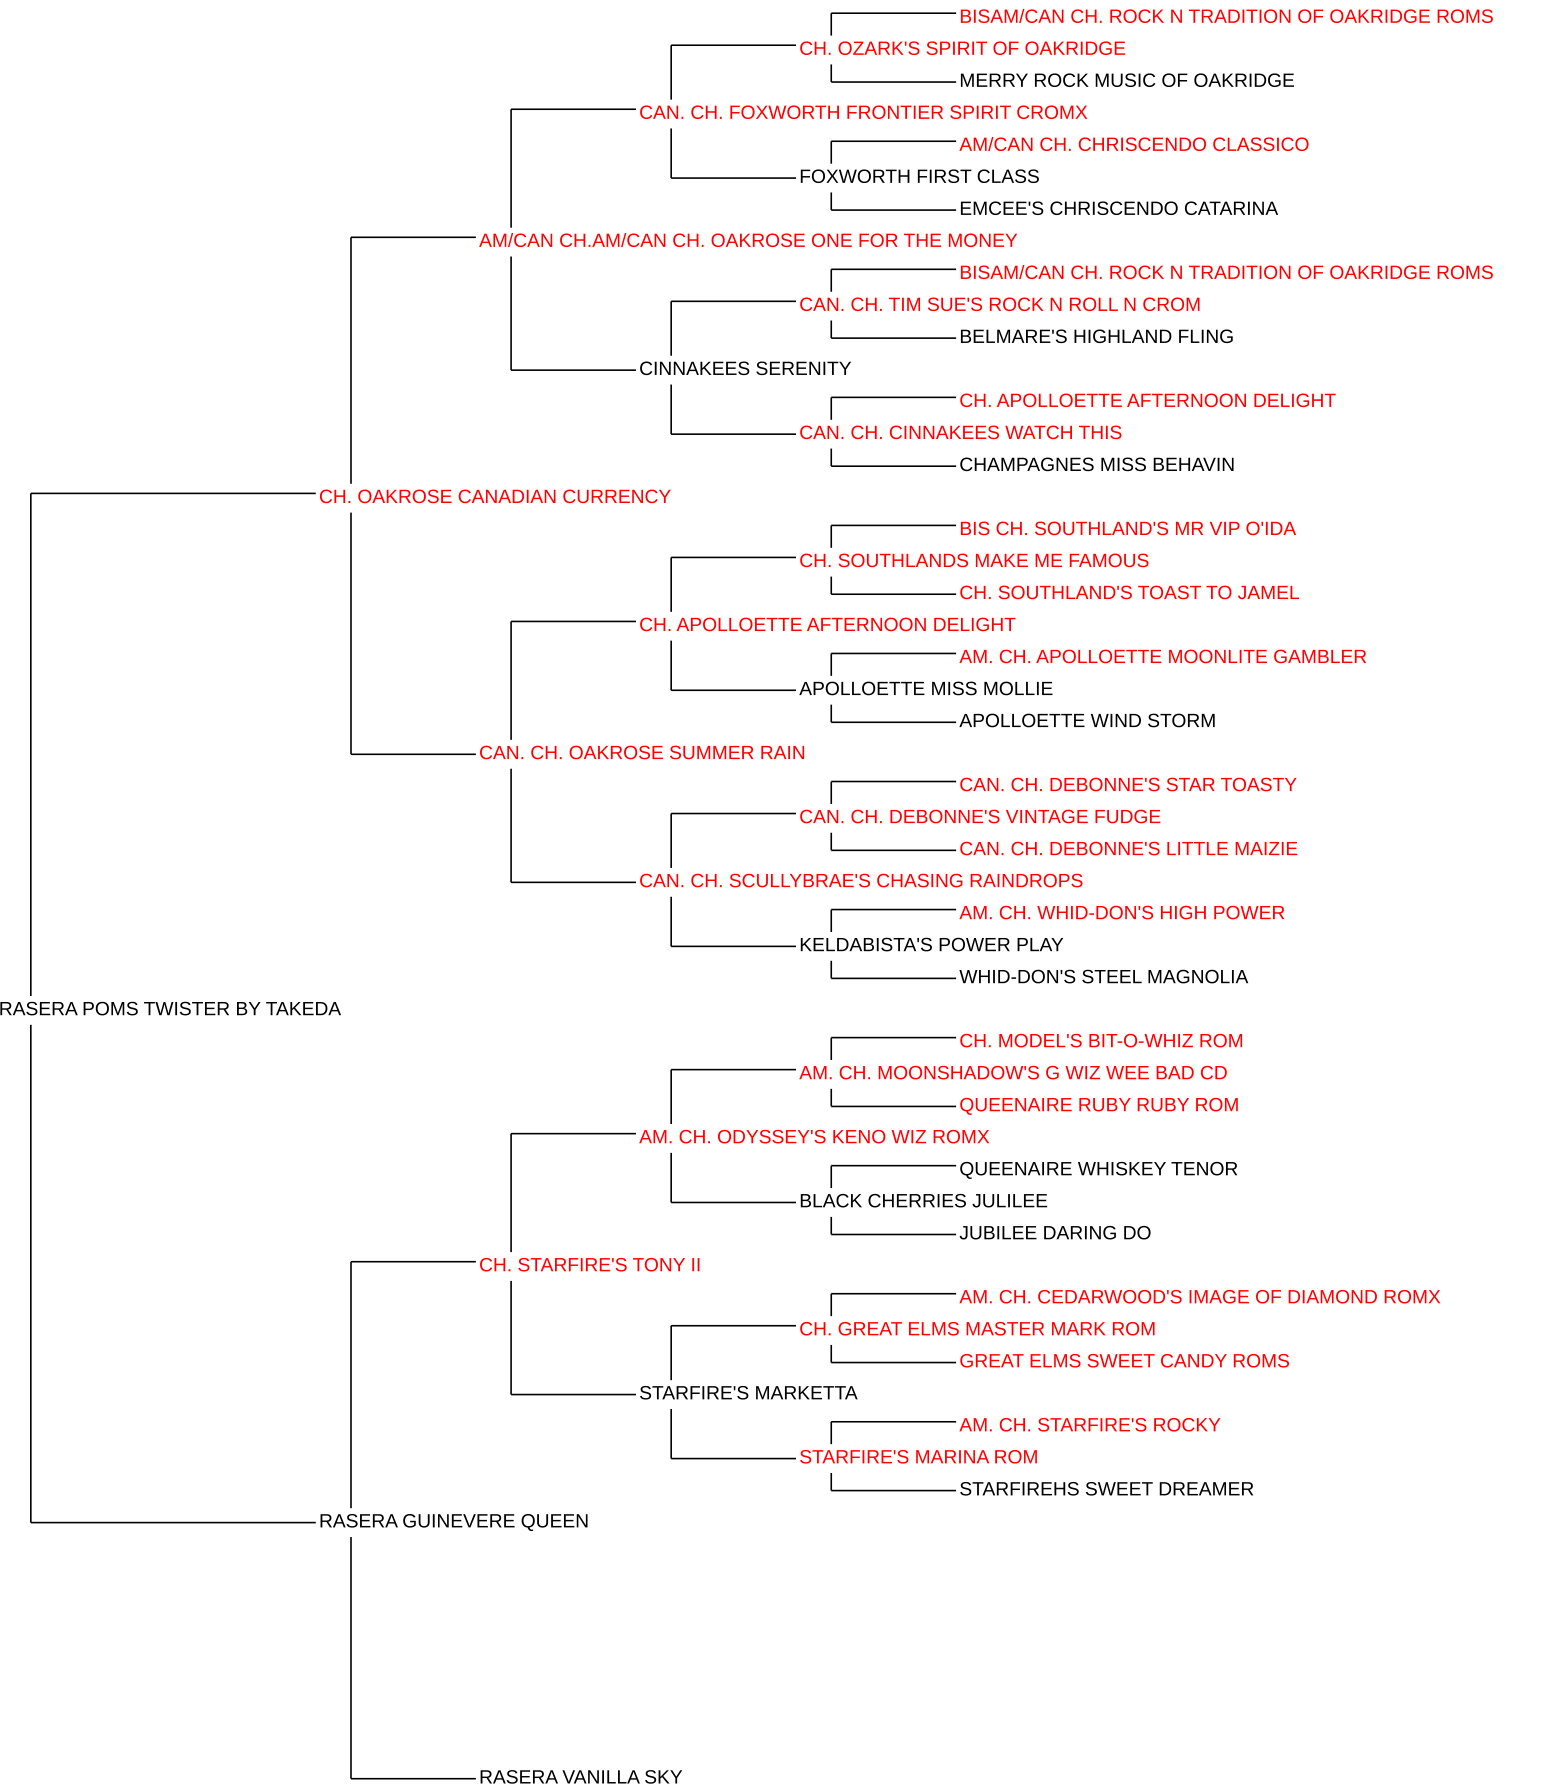 BISAM/CAN CH. ROCK N TRADITION OF OAKRIDGE ROMS
CH. OZARK'S SPIRIT OF OAKRIDGE
MERRY ROCK MUSIC OF OAKRIDGE
CAN. CH. FOXWORTH FRONTIER SPIRIT CROMX
AM/CAN CH. CHRISCENDO CLASSICO
FOXWORTH FIRST CLASS
EMCEE'S CHRISCENDO CATARINA
AM/CAN CH.AM/CAN CH. OAKROSE ONE FOR THE MONEY
BISAM/CAN CH. ROCK N TRADITION OF OAKRIDGE ROMS
CAN. CH. TIM SUE'S ROCK N ROLL N CROM
BELMARE'S HIGHLAND FLING
CINNAKEES SERENITY
CH. APOLLOETTE AFTERNOON DELIGHT
CAN. CH. CINNAKEES WATCH THIS
CHAMPAGNES MISS BEHAVIN
CH. OAKROSE CANADIAN CURRENCY
BIS CH. SOUTHLAND'S MR VIP O'IDA
CH. SOUTHLANDS MAKE ME FAMOUS
CH. SOUTHLAND'S TOAST TO JAMEL
CH. APOLLOETTE AFTERNOON DELIGHT
AM. CH. APOLLOETTE MOONLITE GAMBLER
APOLLOETTE MISS MOLLIE
APOLLOETTE WIND STORM
CAN. CH. OAKROSE SUMMER RAIN
CAN. CH. DEBONNE'S STAR TOASTY
CAN. CH. DEBONNE'S VINTAGE FUDGE
CAN. CH. DEBONNE'S LITTLE MAIZIE
CAN. CH. SCULLYBRAE'S CHASING RAINDROPS
AM. CH. WHID-DON'S HIGH POWER
KELDABISTA'S POWER PLAY
WHID-DON'S STEEL MAGNOLIA
RASERA POMS TWISTER BY TAKEDA
CH. MODEL'S BIT-O-WHIZ ROM
AM. CH. MOONSHADOW'S G WIZ WEE BAD CD
QUEENAIRE RUBY RUBY ROM
AM. CH. ODYSSEY'S KENO WIZ ROMX
QUEENAIRE WHISKEY TENOR
BLACK CHERRIES JULILEE
JUBILEE DARING DO
CH. STARFIRE'S TONY II
AM. CH. CEDARWOOD'S IMAGE OF DIAMOND ROMX
CH. GREAT ELMS MASTER MARK ROM
GREAT ELMS SWEET CANDY ROMS
STARFIRE'S MARKETTA
AM. CH. STARFIRE'S ROCKY
STARFIRE'S MARINA ROM
STARFIREHS SWEET DREAMER
RASERA GUINEVERE QUEEN
RASERA VANILLA SKY